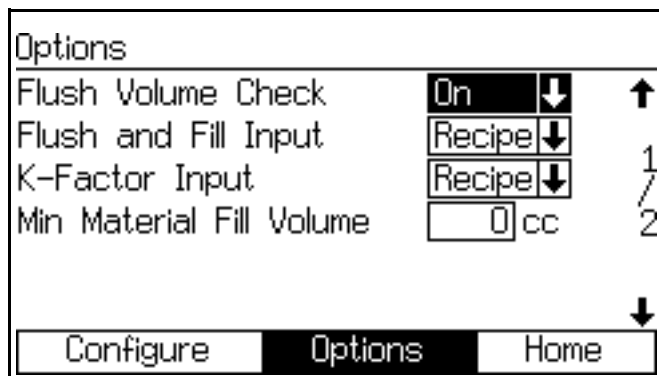 Options
Flush Volume Check On
Flush and Fill Input Recipe
K-Factor Input Recipe
Min Material Fill Volume 0 cc
1/2
Configure Options Home